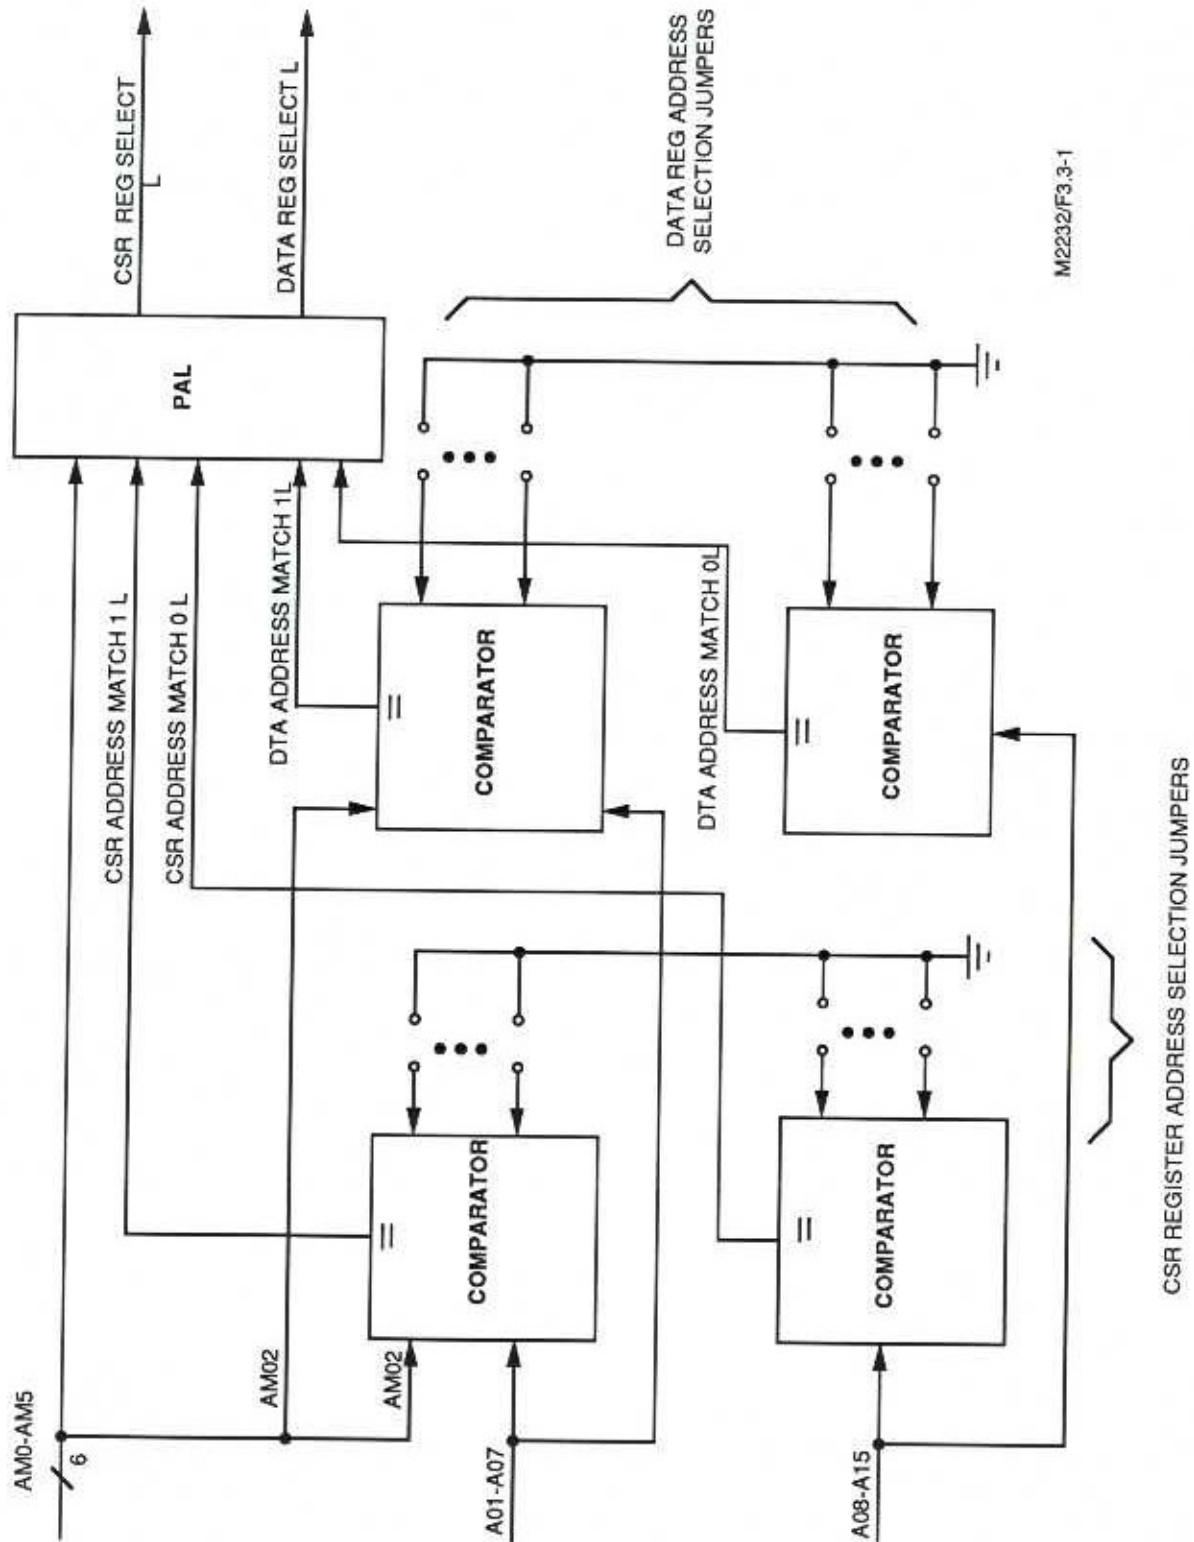 AM0-AM5
6
AM02
AM02
A01-A07
A08-A15
CSR ADDRESS MATCH 1 L
CSR ADDRESS MATCH 0 L
DTA ADDRESS MATCH 1L
DTA ADDRESS MATCH 0L
=
COMPARATOR
=
COMPARATOR
=
COMPARATOR
=
COMPARATOR
PAL
CSR REG SELECT
L
DATA REG SELECT L
DATA REG ADDRESS
SELECTION JUMPERS
CSR REGISTER ADDRESS SELECTION JUMPERS
M2232/F3.3-1